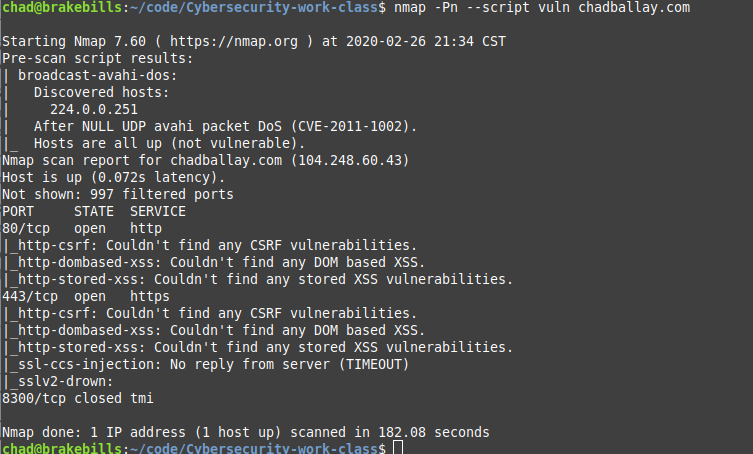 chad@brakebills:~/code/Cybersecurity-work-class$ nmap -Pn --script vuln chadballay.com

Starting Nmap 7.60 ( https://nmap.org ) at 2020-02-26 21:34 CST
Pre-scan script results:
| broadcast-avahi-dos:
|   Discovered hosts:
|     224.0.0.251
|   After NULL UDP avahi packet DoS (CVE-2011-1002).
|_  Hosts are all up (not vulnerable).
Nmap scan report for chadballay.com (104.248.60.43)
Host is up (0.072s latency).
Not shown: 997 filtered ports
PORT     STATE  SERVICE
80/tcp   open   http
|_http-csrf: Couldn't find any CSRF vulnerabilities.
|_http-dombased-xss: Couldn't find any DOM based XSS.
|_http-stored-xss: Couldn't find any stored XSS vulnerabilities.
443/tcp  open   https
|_http-csrf: Couldn't find any CSRF vulnerabilities.
|_http-dombased-xss: Couldn't find any DOM based XSS.
|_http-stored-xss: Couldn't find any stored XSS vulnerabilities.
|_ssl-ccs-injection: No reply from server (TIMEOUT)
|_sslv2-drown:
8300/tcp closed tmi

Nmap done: 1 IP address (1 host up) scanned in 182.08 seconds
chad@brakebills:~/code/Cybersecurity-work-class$